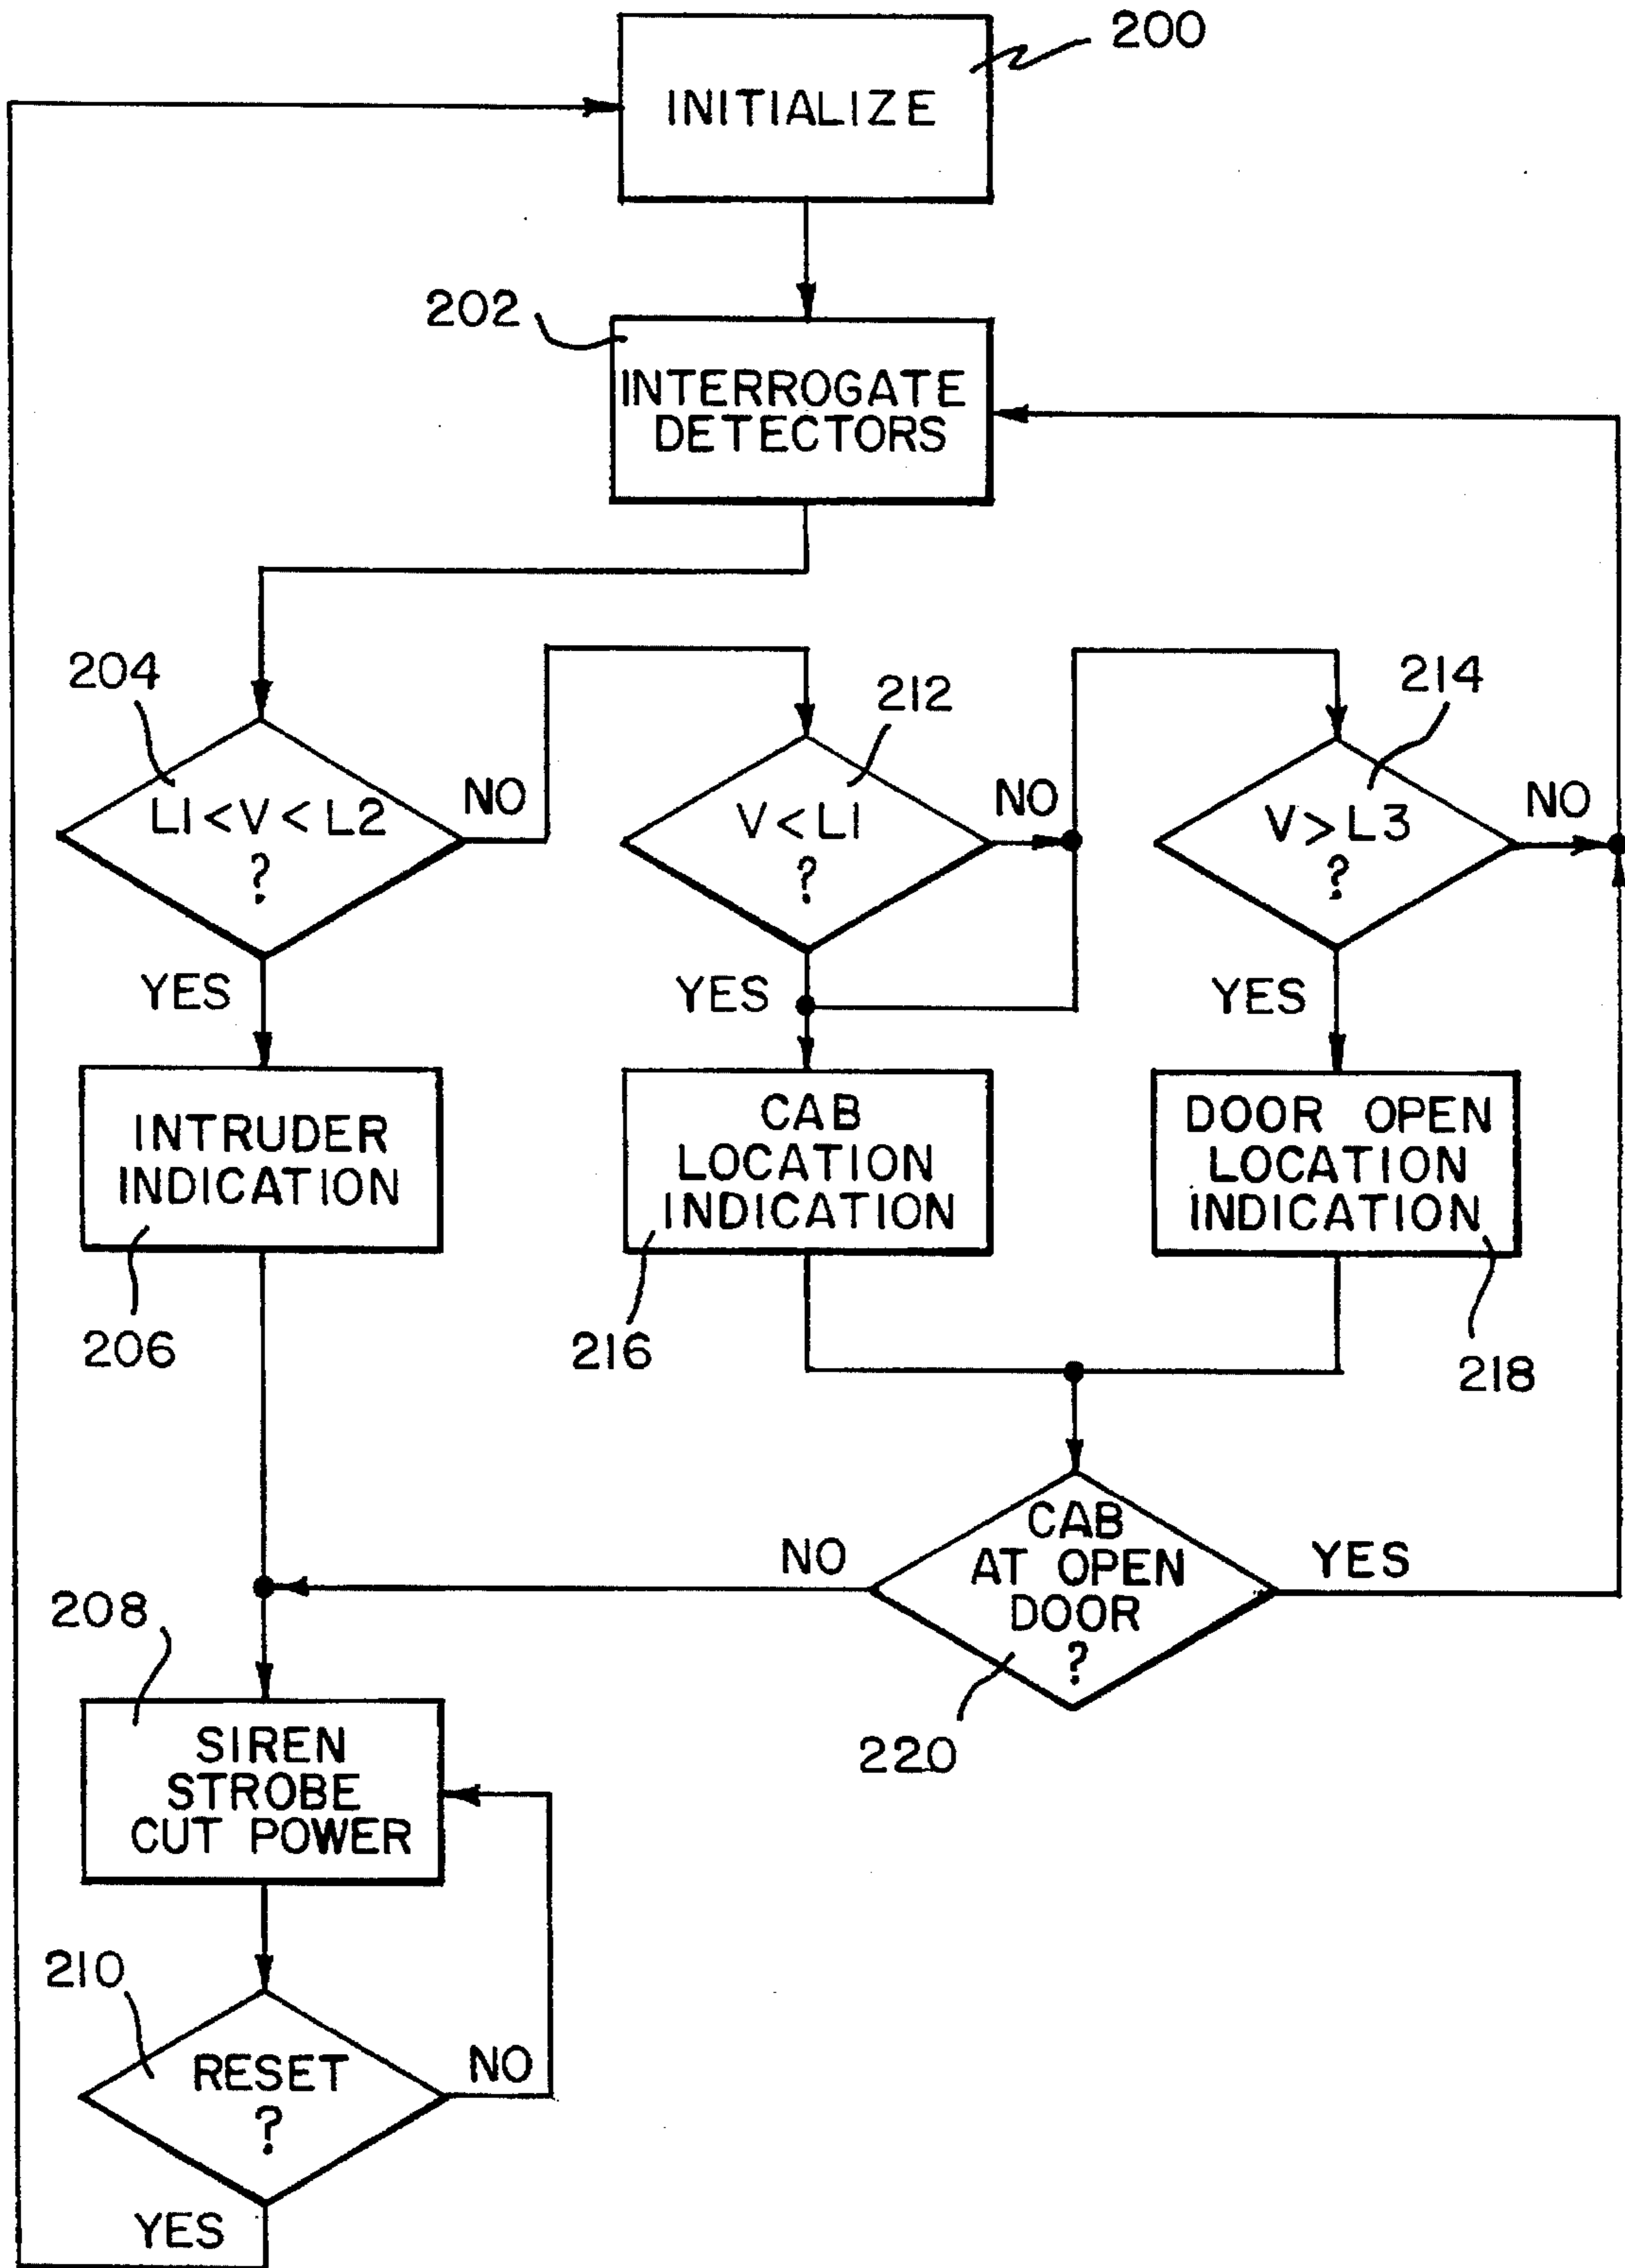 200
INITIALIZE
202
INTERROGATE
DETECTORS
204
L1<V<L2
?
NO
YES
212
V<L1
?
NO
YES
214
V>L3
?
NO
YES
INTRUDER
INDICATION
206
CAB
LOCATION
INDICATION
216
DOOR OPEN
LOCATION
INDICATION
218
CAB
AT OPEN
DOOR
?
NO
YES
220
208
SIREN
STROBE
CUT POWER
210
RESET
?
NO
YES